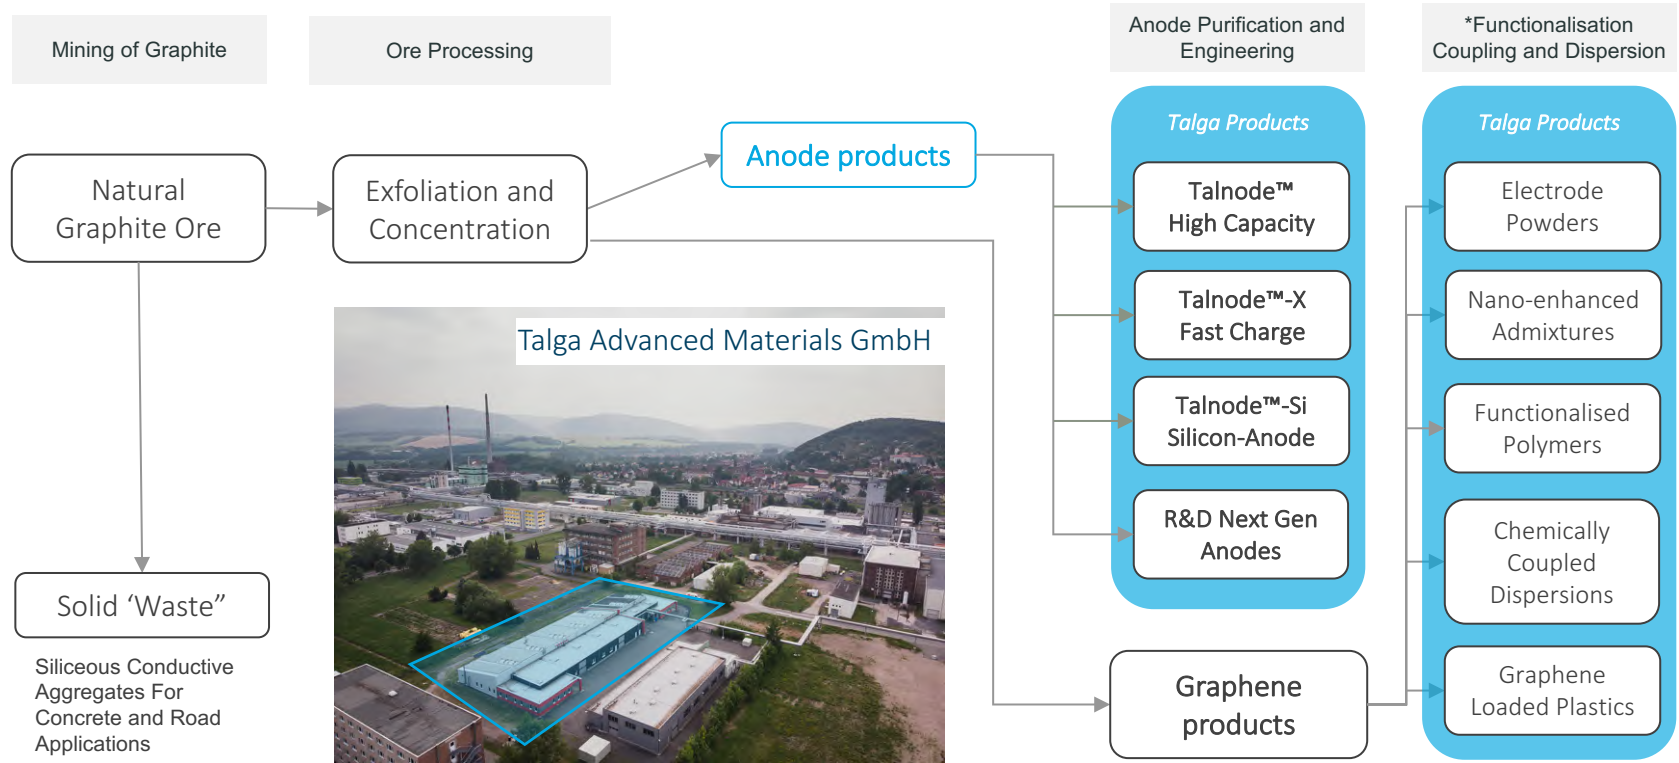 Mining of Graphite
Ore Processing
Anode Purification and
Engineering
*Functionalisation
Coupling and Dispersion
Natural
Graphite Ore
Exfoliation and
Concentration
Anode products
Talga Products
Talnode™
High Capacity
Talnode™-X
Fast Charge
Talnode™-Si
Silicon-Anode
R&D Next Gen
Anodes
Talga Products
Electrode
Powders
Nano-enhanced
Admixtures
Functionalised
Polymers
Chemically
Coupled
Dispersions
Graphene
Loaded Plastics
Talga Advanced Materials GmbH
Solid ‘Waste”
Siliceous Conductive
Aggregates For
Concrete and Road
Applications
Graphene
products